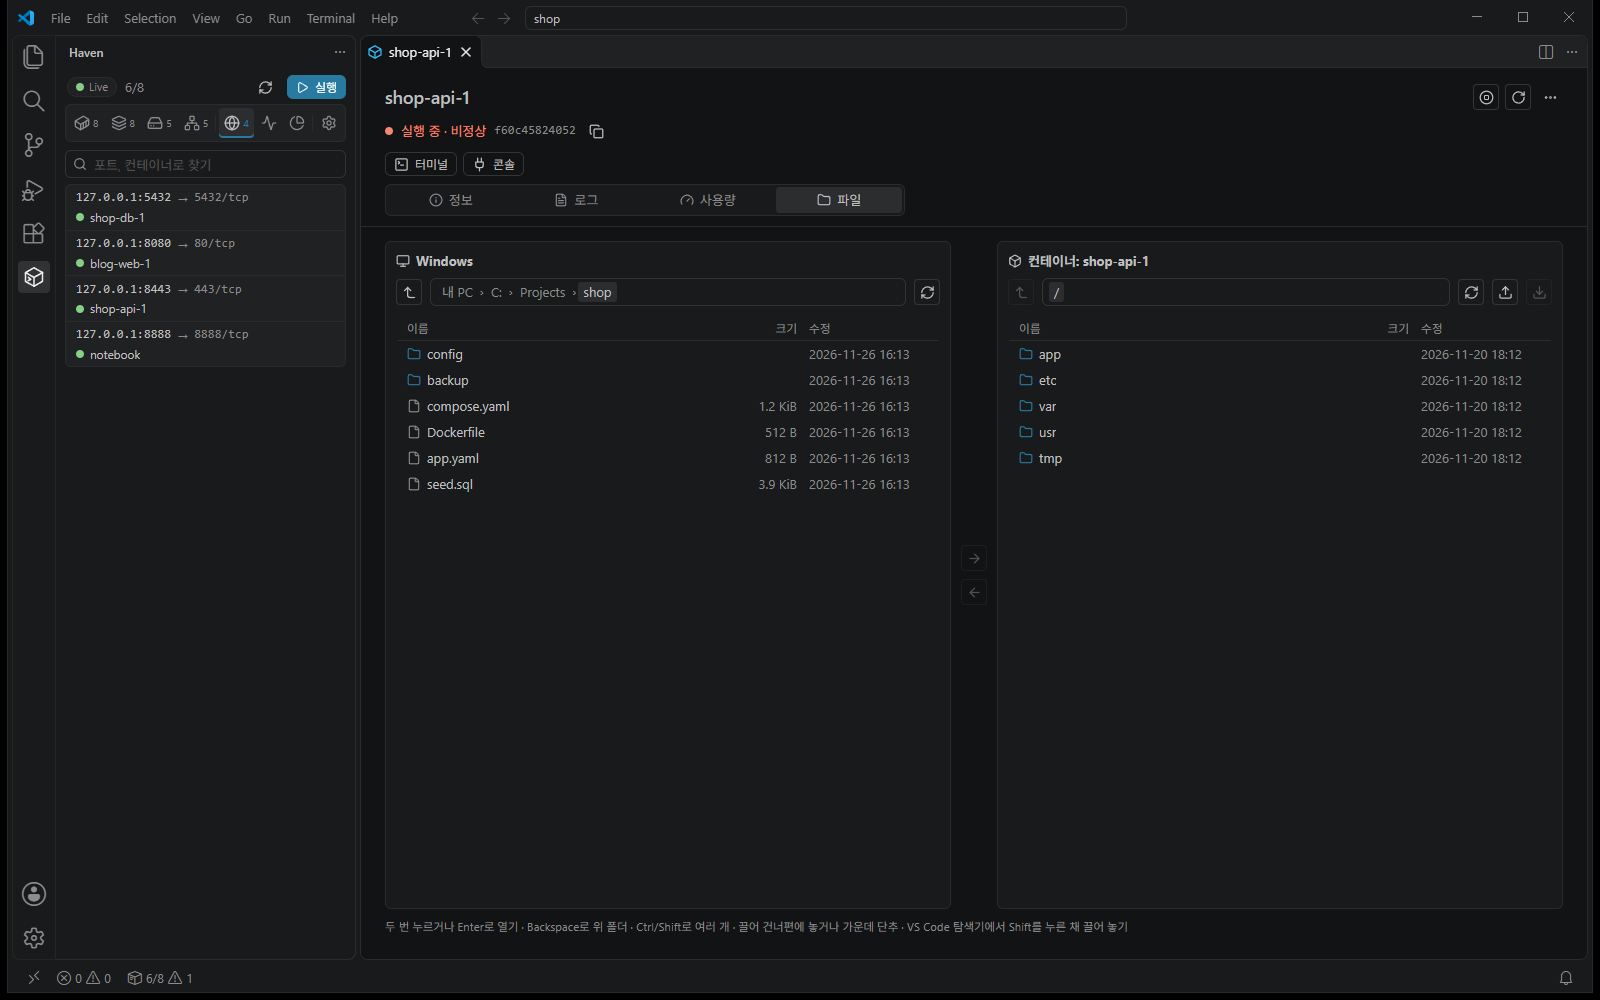 File Edit Selection View Go Run Terminal Help
shop
Haven
Live 6/8 실행
8 8 5 5 4
포트, 컨테이너로 찾기
127.0.0.1:5432 → 5432/tcp
shop-db-1
127.0.0.1:8080 → 80/tcp
blog-web-1
127.0.0.1:8443 → 443/tcp
shop-api-1
127.0.0.1:8888 → 8888/tcp
notebook
shop-api-1
shop-api-1
실행 중 · 비정상 f60c45824052
터미널 콘솔
정보 로그 사용량 파일
Windows
내 PC › C: › Projects › shop
이름 크기 수정
config 2026-11-26 16:13
backup 2026-11-26 16:13
compose.yaml 1.2 KiB 2026-11-26 16:13
Dockerfile 512 B 2026-11-26 16:13
app.yaml 812 B 2026-11-26 16:13
seed.sql 3.9 KiB 2026-11-26 16:13
컨테이너: shop-api-1
/
이름 크기 수정
app 2026-11-20 18:12
etc 2026-11-20 18:12
var 2026-11-20 18:12
usr 2026-11-20 18:12
tmp 2026-11-20 18:12
두 번 누르거나 Enter로 열기 · Backspace로 위 폴더 · Ctrl/Shift로 여러 개 · 끌어 건너편에 놓거나 가운데 단추 · VS Code 탐색기에서 Shift를 누른 채 끌어 놓기
0 0 6/8 1